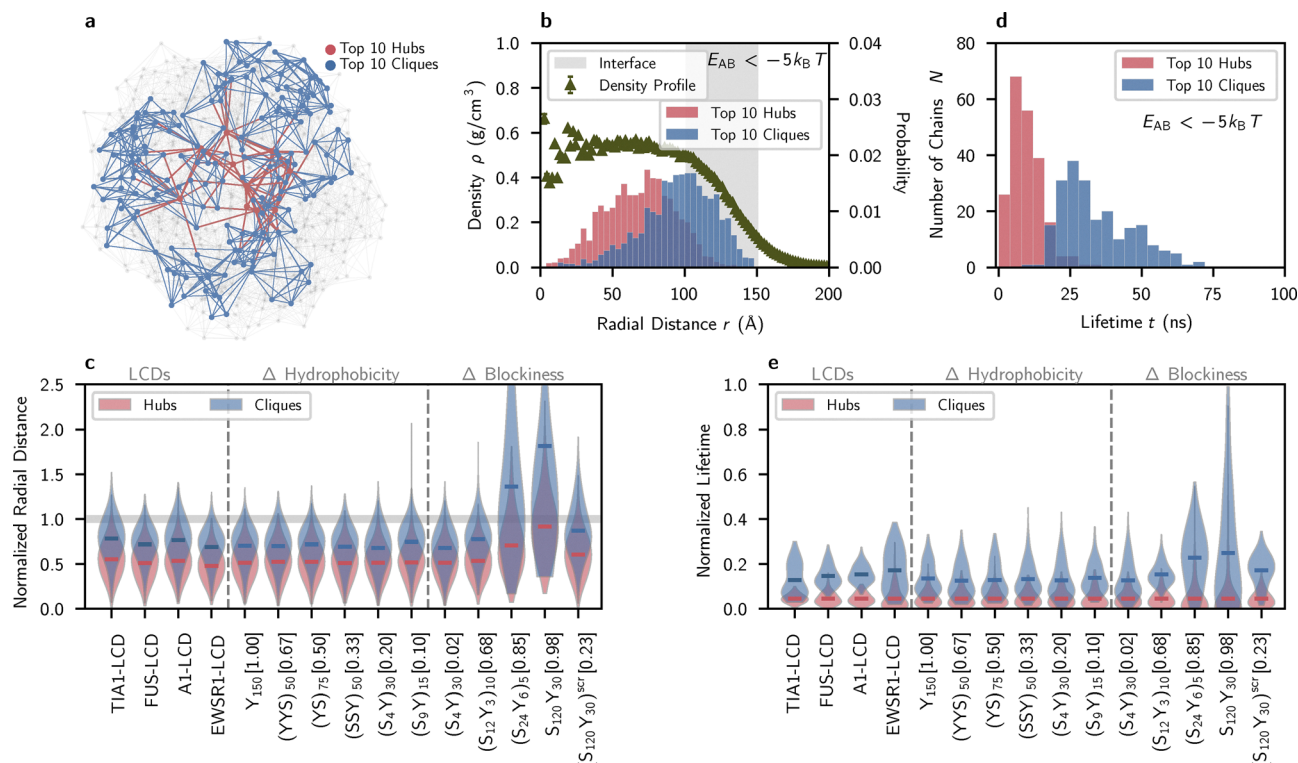 a
Top 10 Hubs
Top 10 Cliques
b
1.0
0.8
0.6
0.4
0.2
0.0
Density ρ (g/cm³)
Interface
Density Profile
E_AB < −5k_B T
Top 10 Hubs
Top 10 Cliques
0.04
0.03
0.02
0.01
0.00
Probability
0 50 100 150 200
Radial Distance r (Å)
d
80
60
40
20
0
Number of Chains N
Top 10 Hubs
Top 10 Cliques
E_AB < −5k_B T
0 25 50 75 100
Lifetime t (ns)
c
LCDs Δ Hydrophobicity Δ Blockiness
Hubs Cliques
2.5
2.0
1.5
1.0
0.5
0.0
Normalized Radial Distance
TIA1-LCD
FUS-LCD
A1-LCD
EWSR1-LCD
Y₁₅₀ [1.00]
(YYS)₅₀ [0.67]
(YS)₇₅ [0.50]
(SSY)₅₀ [0.33]
(S₄Y)₃₀ [0.20]
(S₉Y)₁₅ [0.10]
(S₄Y)₃₀ [0.02]
(S₁₂Y₃)₁₀ [0.68]
(S₂₄Y₆)₅ [0.85]
S₁₂₀Y₃₀ [0.98]
(S₁₂₀Y₃₀)ˢᶜʳ [0.23]
e
LCDs Δ Hydrophobicity Δ Blockiness
Hubs Cliques
1.0
0.8
0.6
0.4
0.2
0.0
Normalized Lifetime
TIA1-LCD
FUS-LCD
A1-LCD
EWSR1-LCD
Y₁₅₀ [1.00]
(YYS)₅₀ [0.67]
(YS)₇₅ [0.50]
(SSY)₅₀ [0.33]
(S₄Y)₃₀ [0.20]
(S₉Y)₁₅ [0.10]
(S₄Y)₃₀ [0.02]
(S₁₂Y₃)₁₀ [0.68]
(S₂₄Y₆)₅ [0.85]
S₁₂₀Y₃₀ [0.98]
(S₁₂₀Y₃₀)ˢᶜʳ [0.23]